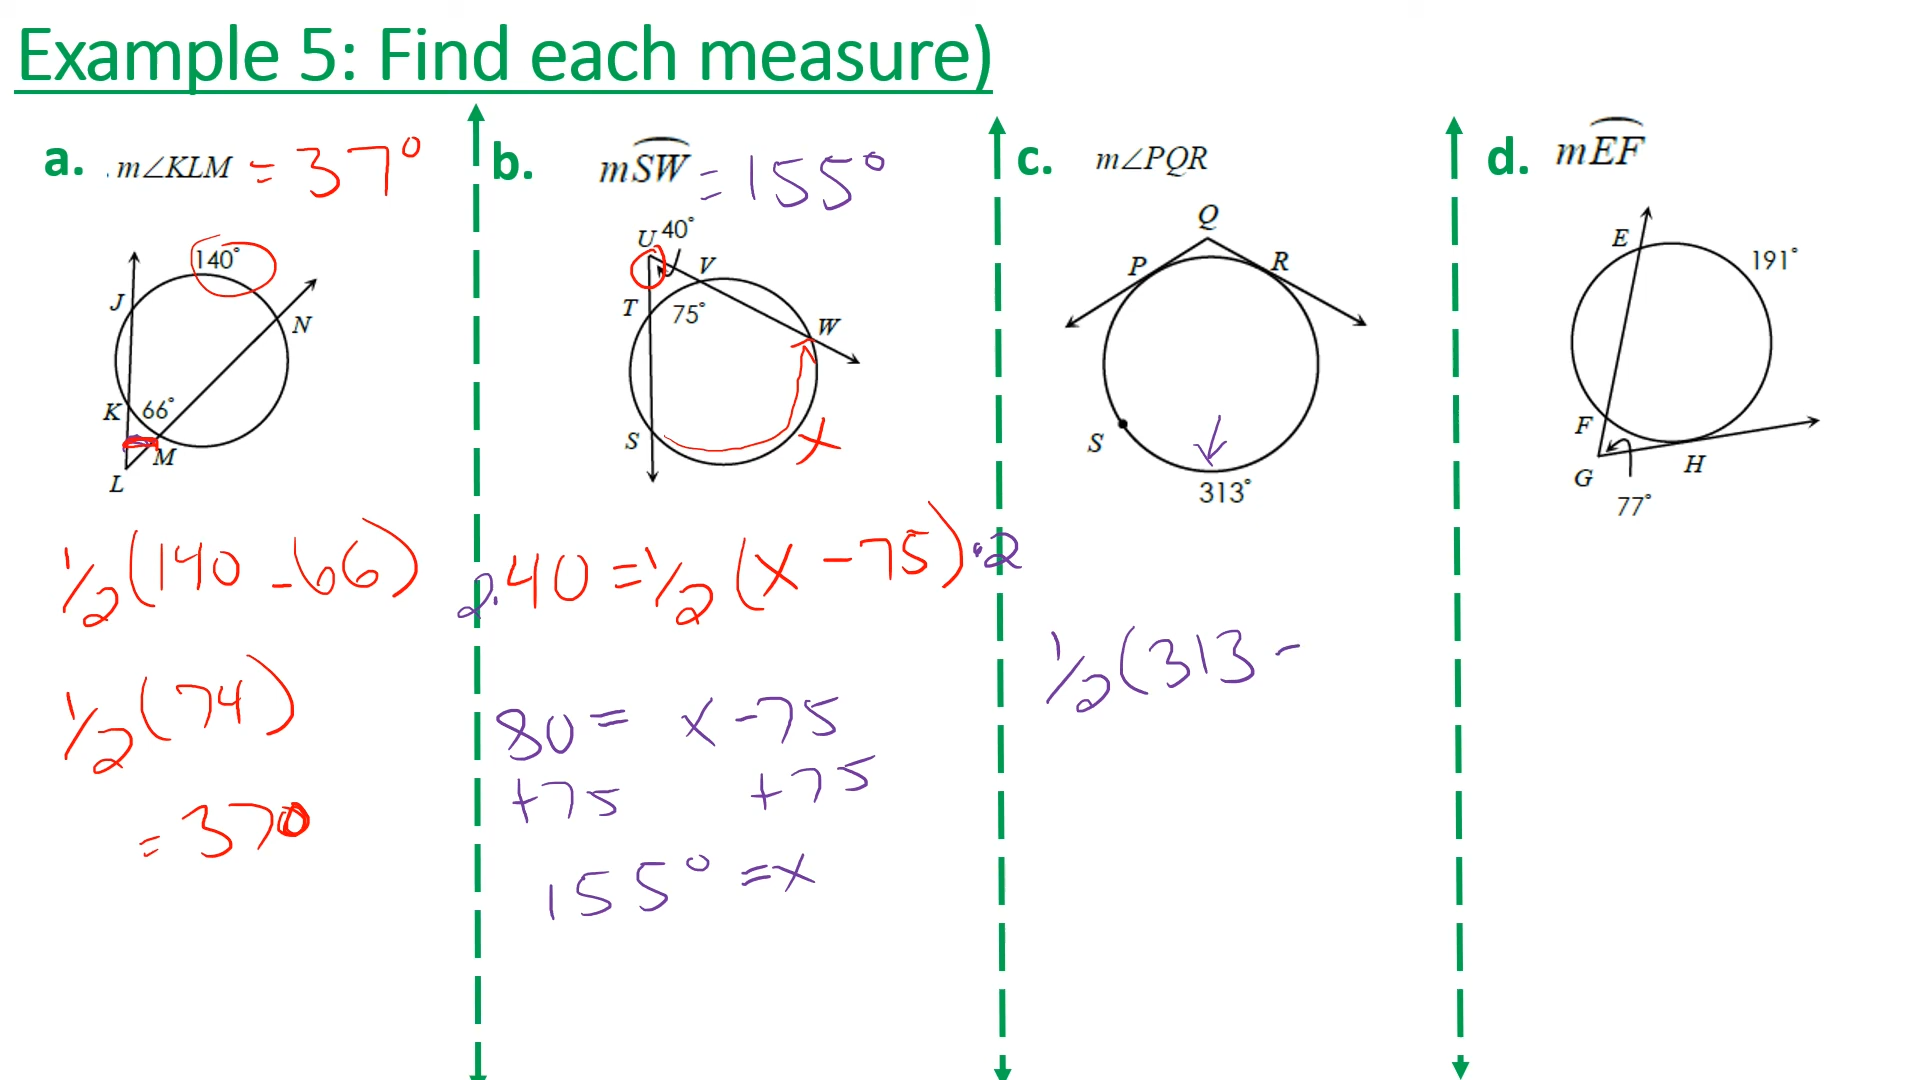 Example 5: Find each measure)
a. m∠KLM = 37°
140°
J
N
K
66°
M
L
½(140 - 66)
½(74)
= 37°
b. mSW = 155°
U
40°
V
T
75°
W
S
x
2·40 = ½(x - 75)·2
80 = x - 75
+75 +75
155° = x
c. m∠PQR
Q
P
R
S
313°
½(313 -
d. mEF
E
191°
F
G
H
77°